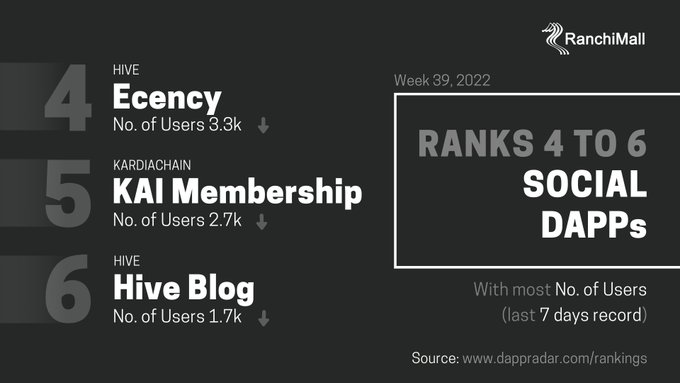 RanchiMall
4
HIVE
Ecency
No. of Users 3.3k
5
KARDIACHAIN
KAI Membership
No. of Users 2.7k
6
HIVE
Hive Blog
No. of Users 1.7k
Week 39, 2022
RANKS 4 TO 6
SOCIAL
DAPPs
With most No. of Users
(last 7 days record)
Source: www.dappradar.com/rankings